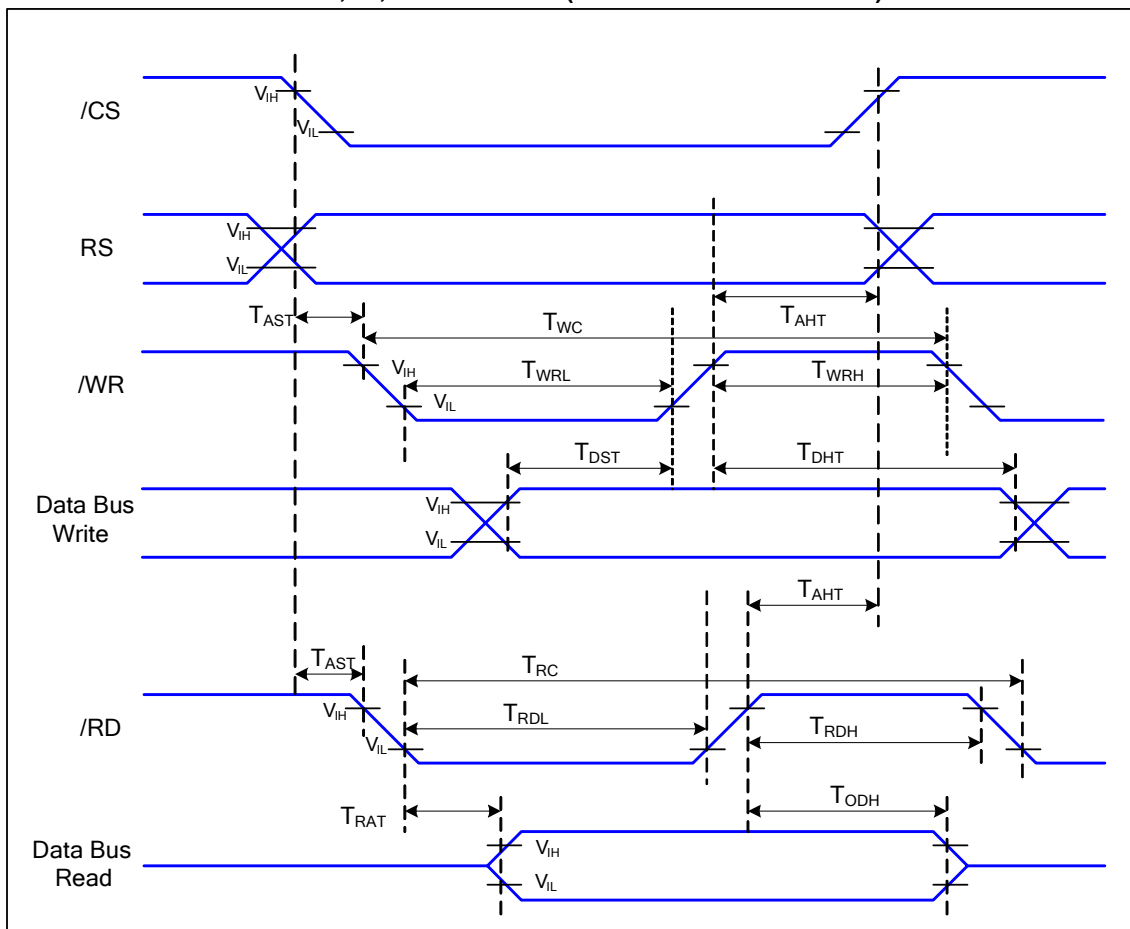 /CS
VIH
VIL
RS
VIH
VIL
TAST
TWC
TAHT
/WR
VIH
VIL
TWRL
TWRH
TDST
TDHT
Data Bus
Write
VIH
VIL
TAHT
TAST
TRC
/RD
VIH
VIL
TRDL
TRDH
TRAT
TODH
Data Bus
Read
VIH
VIL